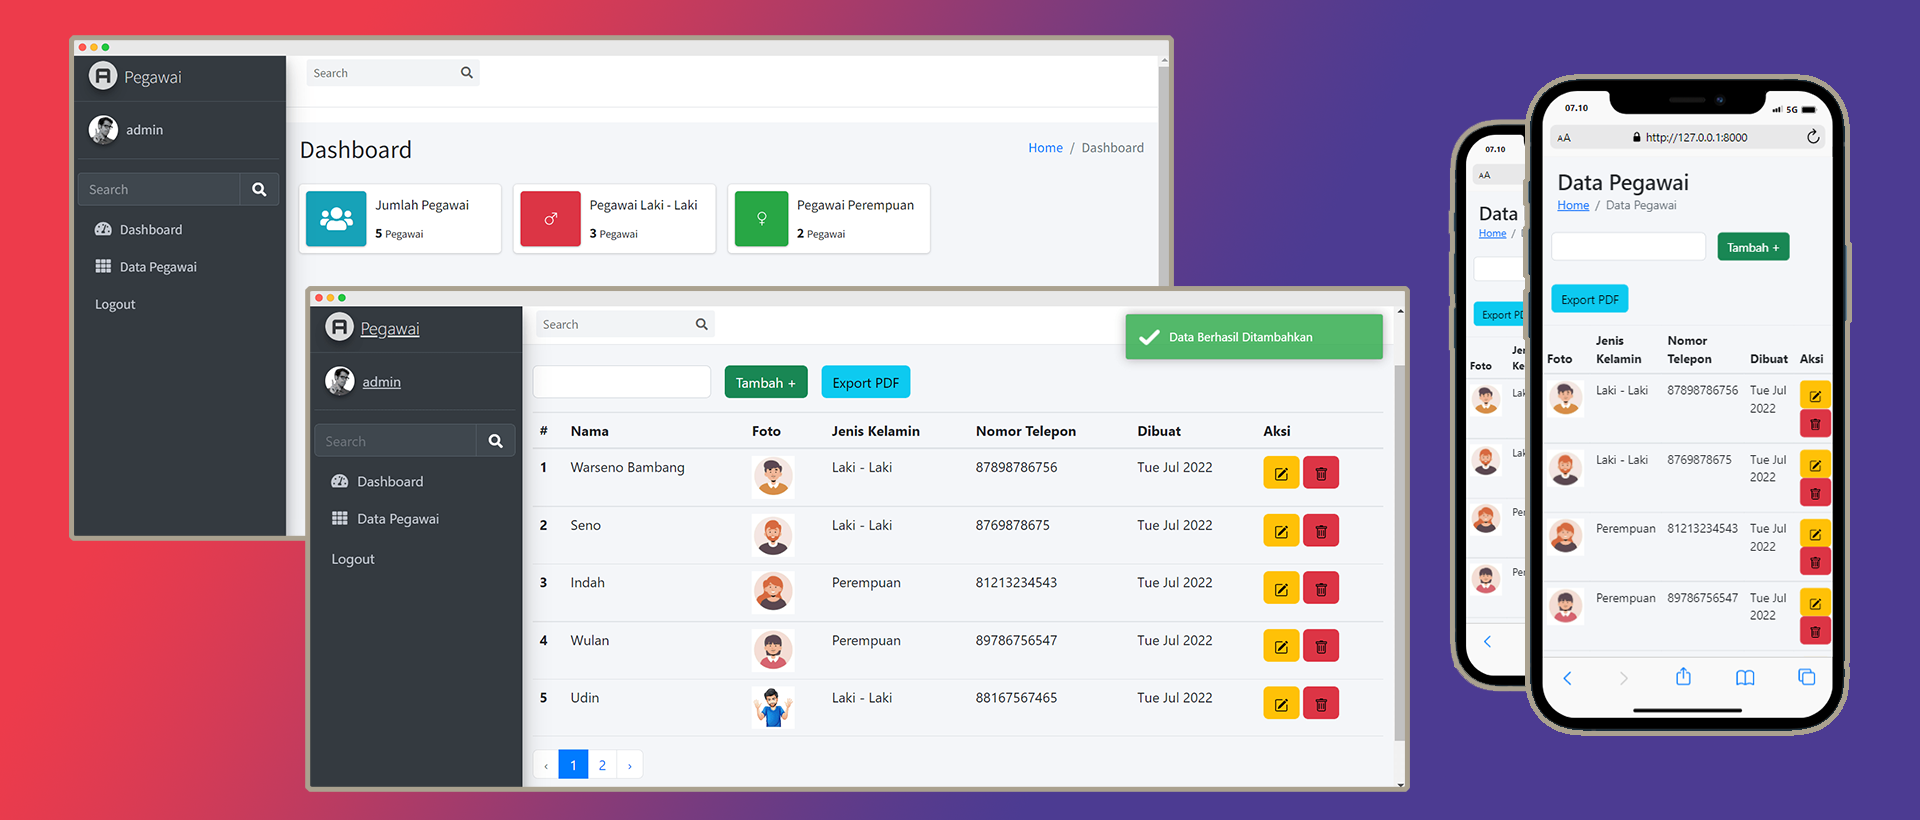 Pegawai
admin
Search
Dashboard
Data Pegawai
Logout
Search
Dashboard
Home / Dashboard
Jumlah Pegawai
5 Pegawai
Pegawai Laki - Laki
3 Pegawai
Pegawai Perempuan
2 Pegawai
Pegawai
admin
Search
Dashboard
Data Pegawai
Logout
Search
Data Berhasil Ditambahkan
Tambah + Export PDF
# Nama Foto Jenis Kelamin Nomor Telepon Dibuat Aksi
1 Warseno Bambang Laki - Laki 87898786756 Tue Jul 2022
2 Seno Laki - Laki 8769878675 Tue Jul 2022
3 Indah Perempuan 81213234543 Tue Jul 2022
4 Wulan Perempuan 89786756547 Tue Jul 2022
5 Udin Laki - Laki 88167567465 Tue Jul 2022
‹ 1 2 ›
07.10
AA
Data
Home /
Export
Foto
07.10 5G
AA http://127.0.0.1:8000
Data Pegawai
Home / Data Pegawai
Tambah +
Export PDF
Jenis Nomor
Foto Kelamin Telepon Dibuat Aksi
Laki - Laki 87898786756 Tue Jul
2022
Laki - Laki 8769878675 Tue Jul
2022
Perempuan 81213234543 Tue Jul
2022
Perempuan 89786756547 Tue Jul
2022